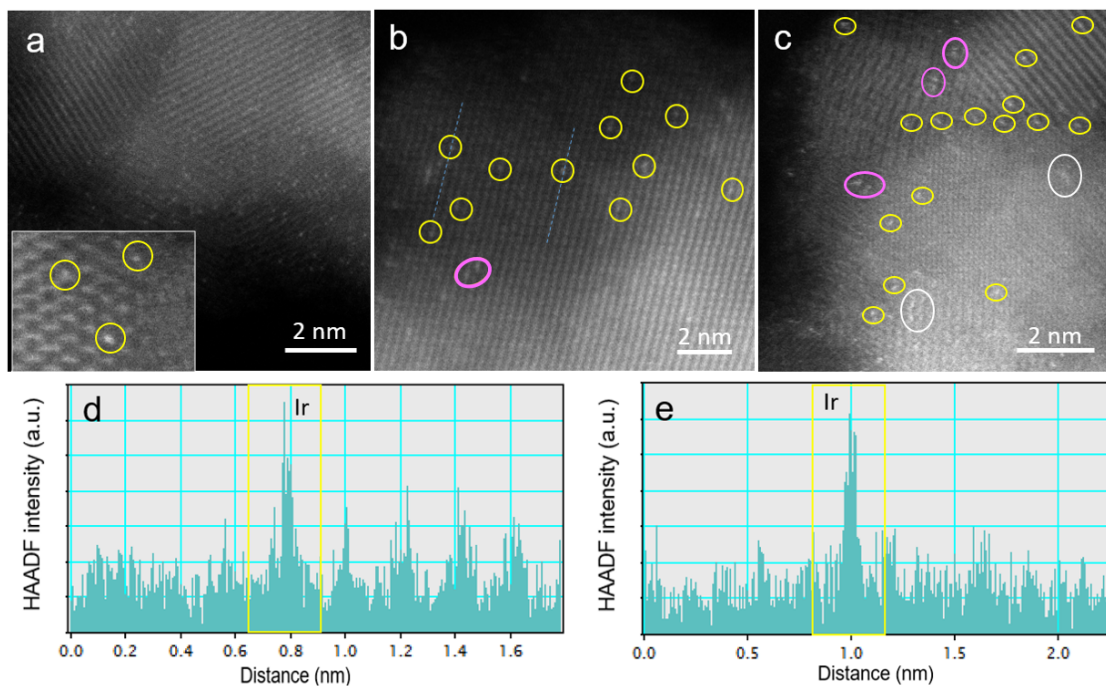 a
b
c
2 nm
2 nm
2 nm
d
Ir
HAADF intensity (a.u.)
0.0 0.2 0.4 0.6 0.8 1.0 1.2 1.4 1.6
Distance (nm)
e
Ir
HAADF intensity (a.u.)
0.0 0.5 1.0 1.5 2.0
Distance (nm)